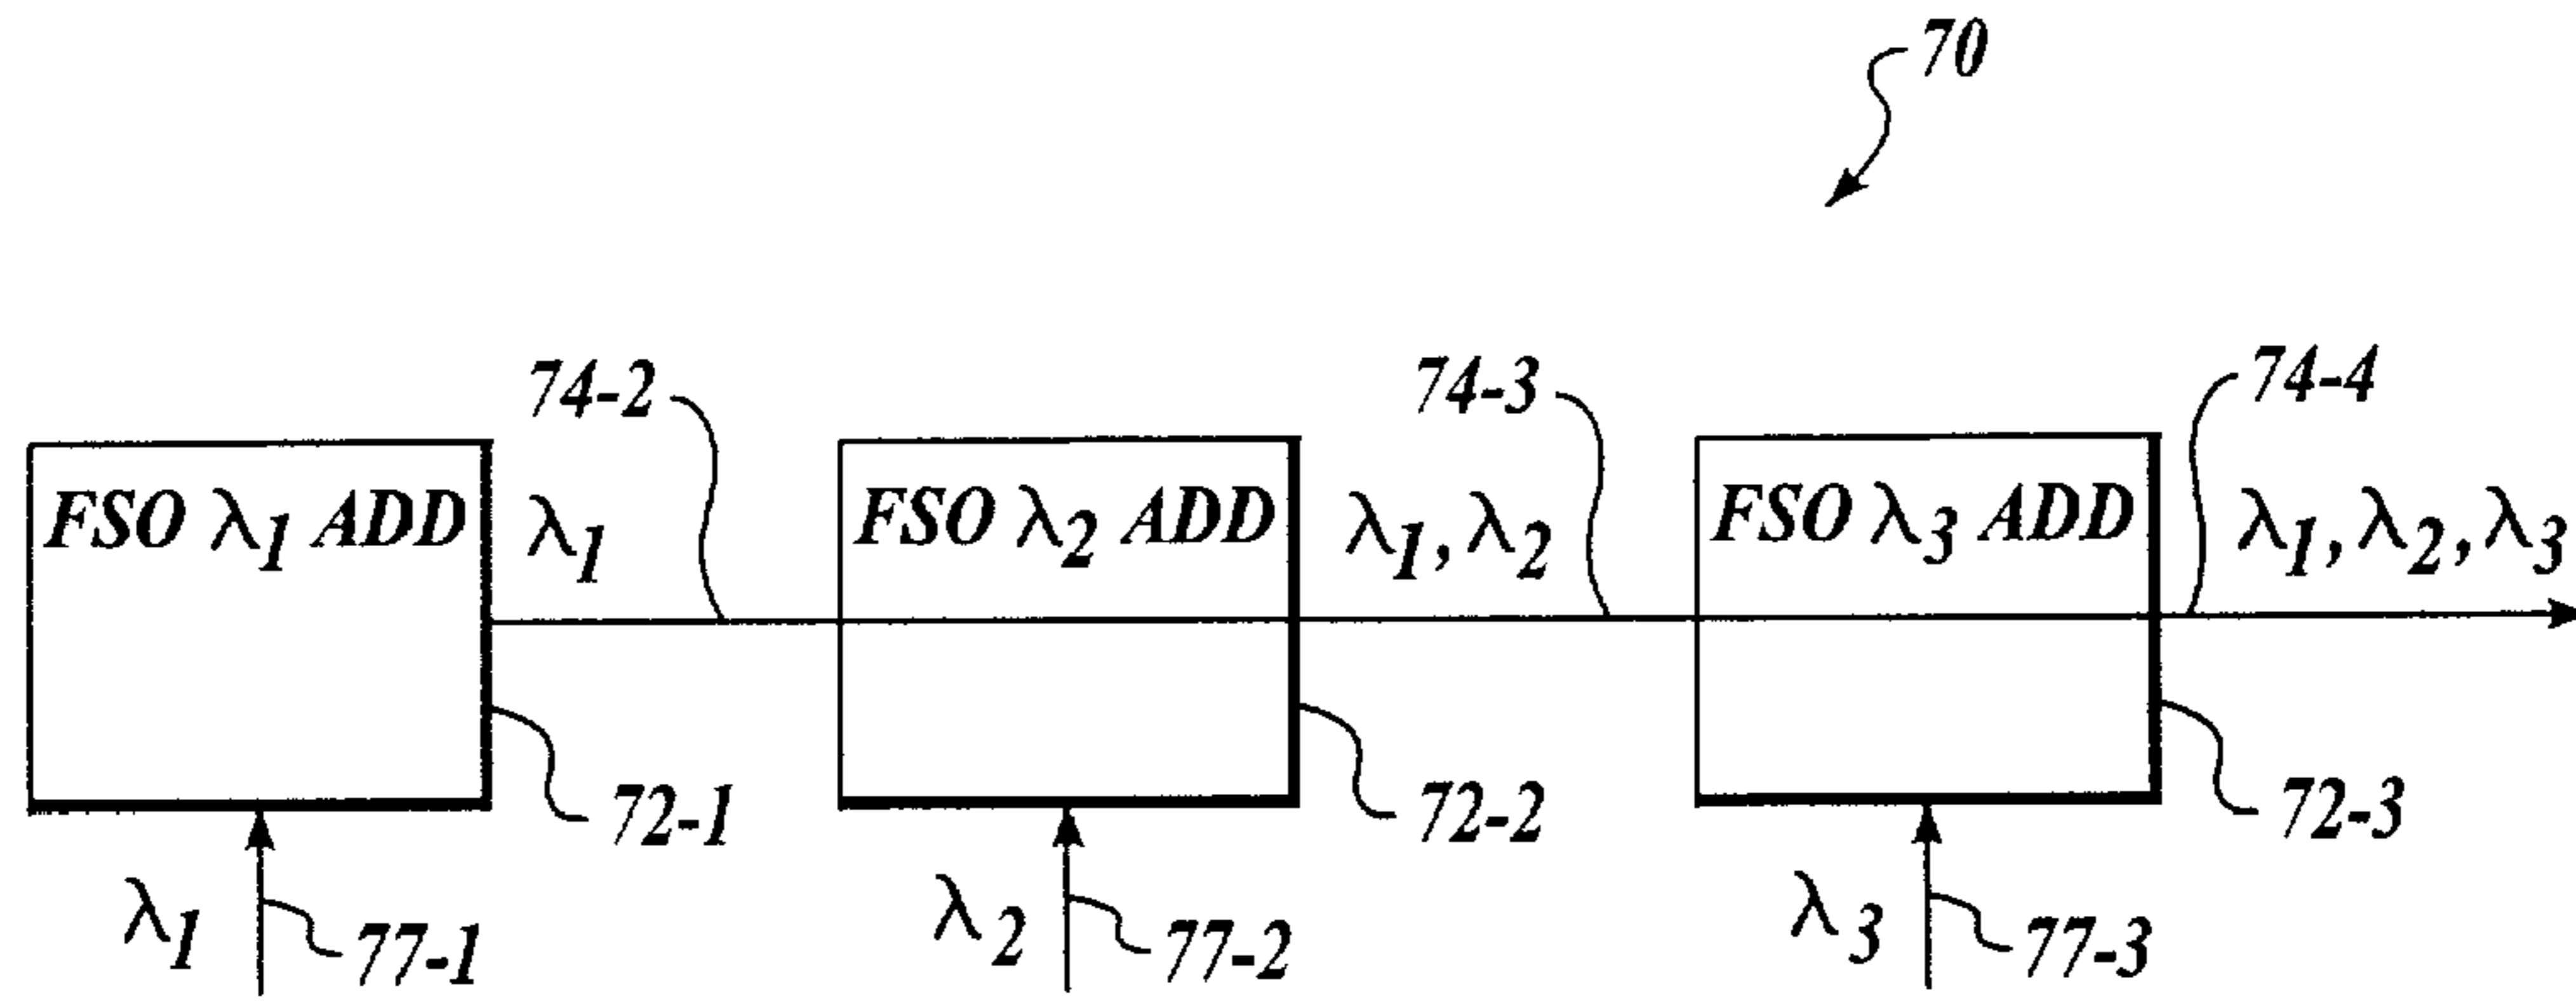 70
74-2
74-3
74-4
FSO λ₁ ADD
λ₁
FSO λ₂ ADD
λ₁, λ₂
FSO λ₃ ADD
λ₁, λ₂, λ₃
72-1
72-2
72-3
λ₁
77-1
λ₂
77-2
λ₃
77-3